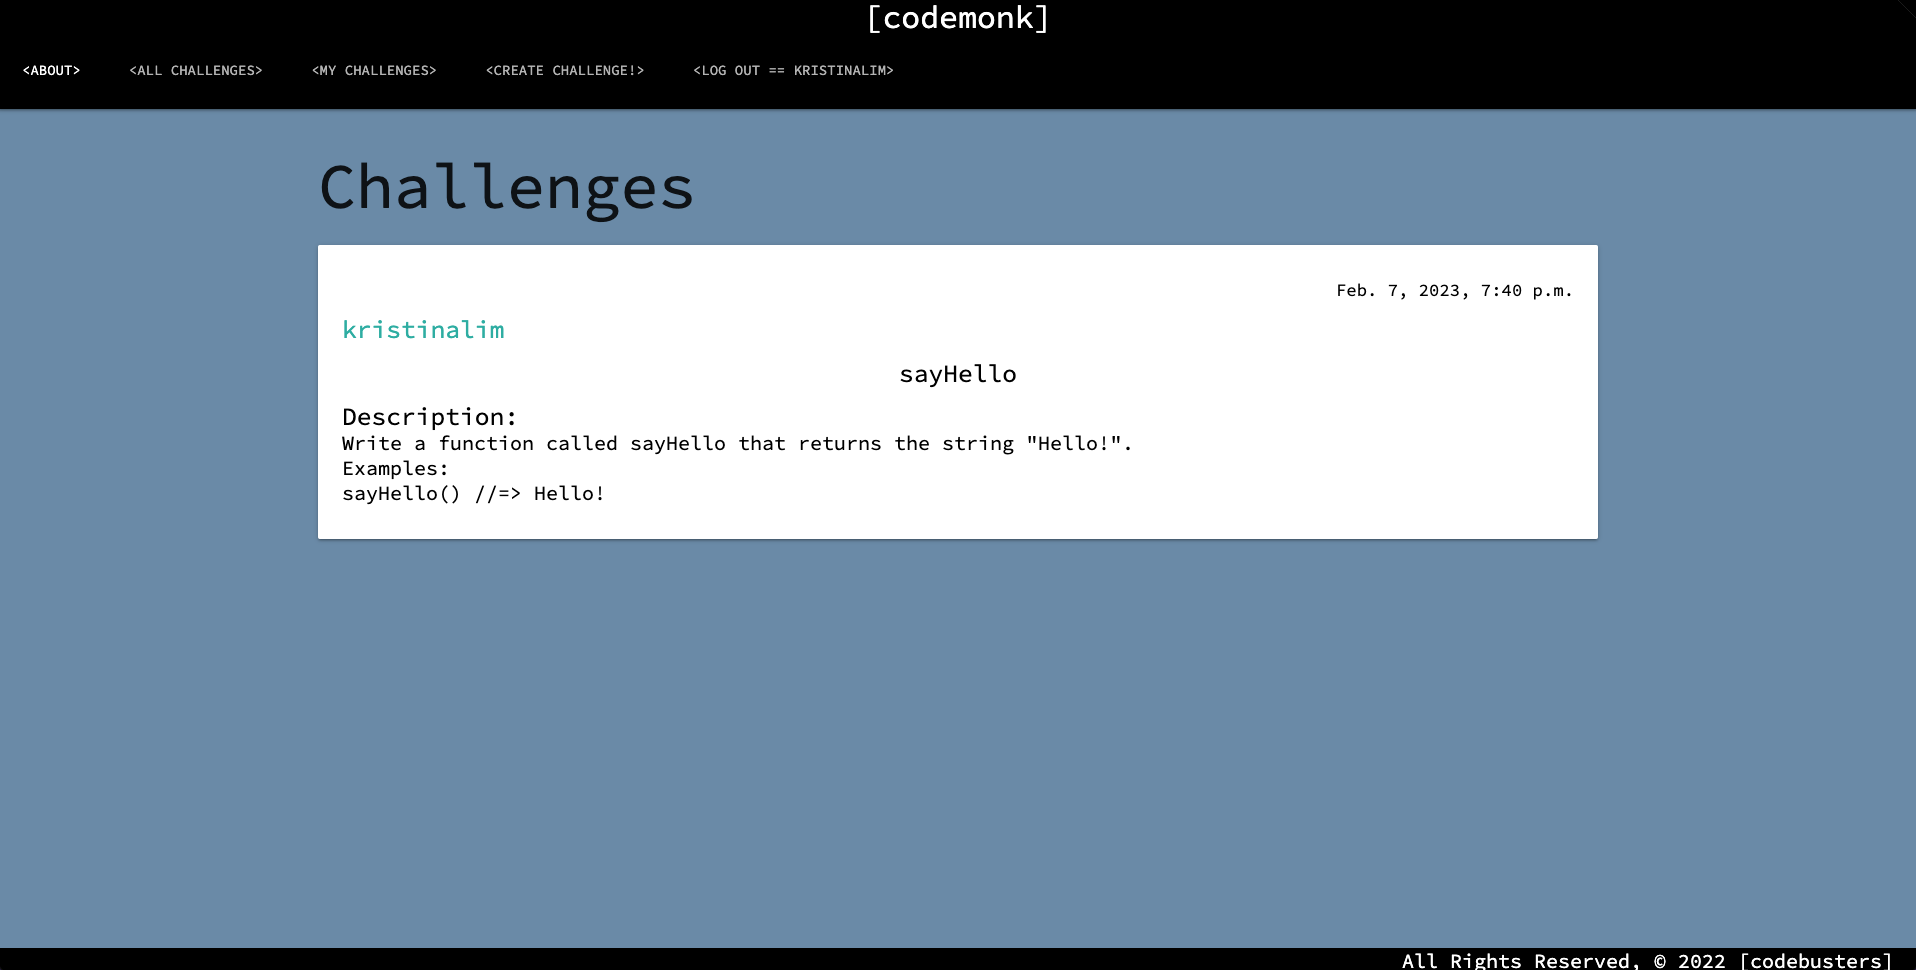 [codemonk]
<ABOUT> <ALL CHALLENGES> <MY CHALLENGES> <CREATE CHALLENGE!> <LOG OUT == KRISTINALIM>
Challenges
Feb. 7, 2023, 7:40 p.m.
kristinalim
sayHello
Description:
Write a function called sayHello that returns the string "Hello!".
Examples:
sayHello() //=> Hello!
All Rights Reserved, © 2022 [codebusters]